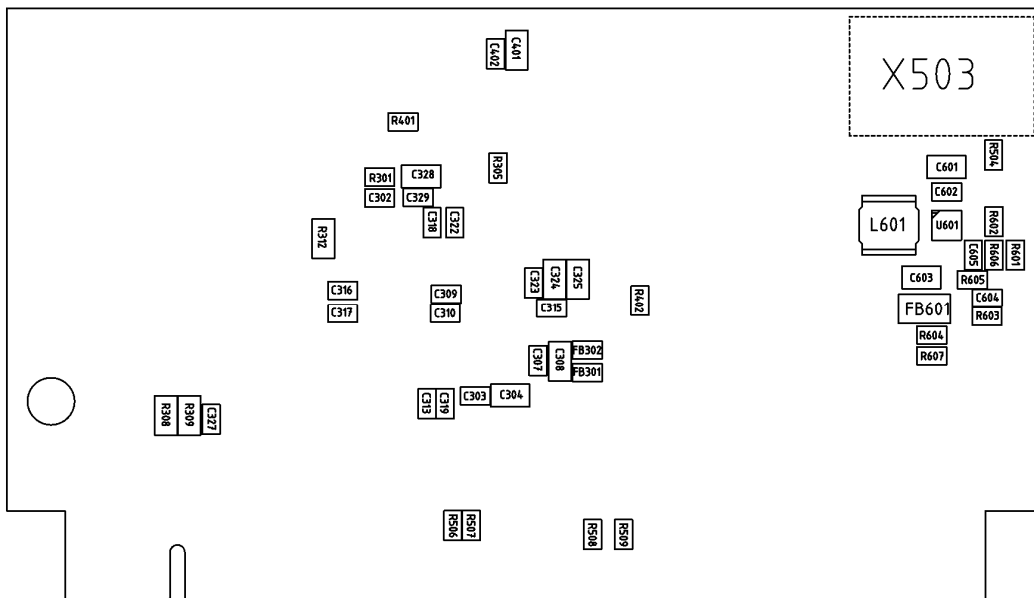 C402
C401
X503
R401
R504
R305
C601
R301
C328
C302
C329
C602
C318
C322
R312
L601
U601
R602
C605
R606
R601
C323
C324
C325
C603
R605
C316
C309
C315
R402
C604
C317
C310
FB601
R603
R604
C307
C308
FB302
R607
FB301
C313
C319
C303
C304
R308
R309
C327
R506
R507
R508
R509